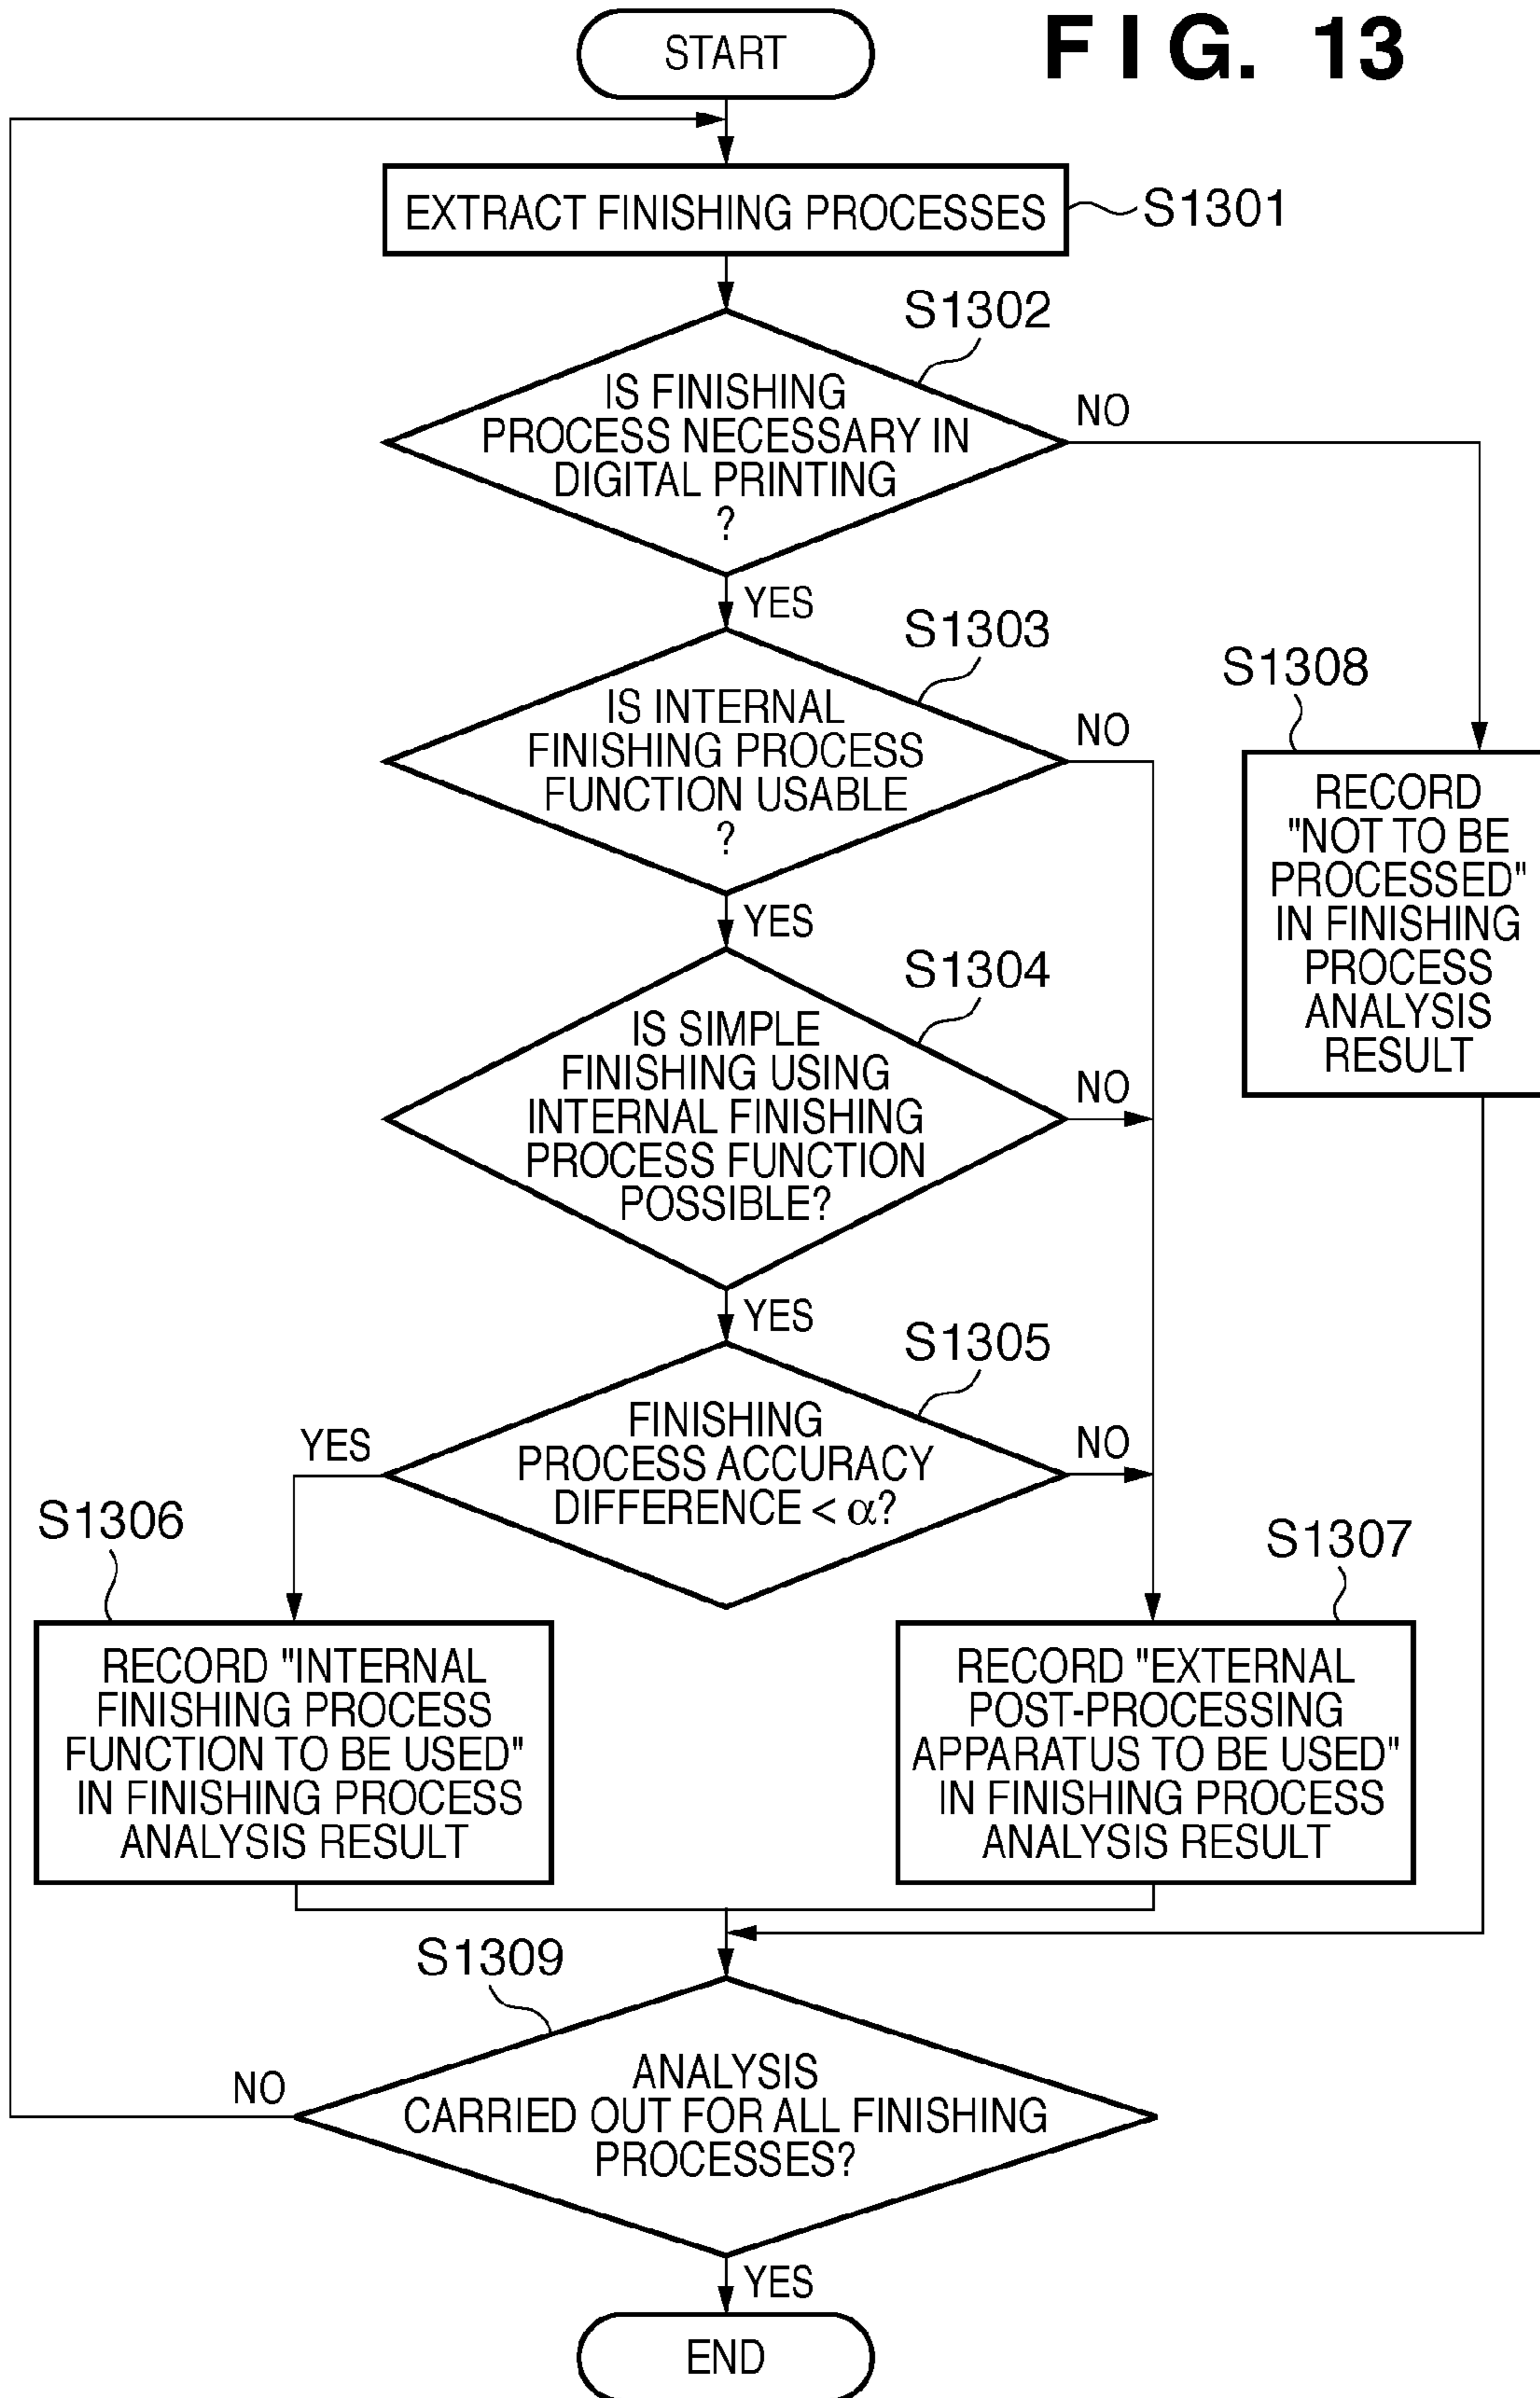 START
FIG. 13
EXTRACT FINISHING PROCESSES
S1301
S1302
IS FINISHING
PROCESS NECESSARY IN
DIGITAL PRINTING
?
NO
YES
S1303
IS INTERNAL
FINISHING PROCESS
FUNCTION USABLE
?
NO
YES
S1308
RECORD
"NOT TO BE
PROCESSED"
IN FINISHING
PROCESS
ANALYSIS
RESULT
S1304
IS SIMPLE
FINISHING USING
INTERNAL FINISHING
PROCESS FUNCTION
POSSIBLE?
NO
YES
S1305
FINISHING
PROCESS ACCURACY
DIFFERENCE < α?
YES
NO
S1306
RECORD "INTERNAL
FINISHING PROCESS
FUNCTION TO BE USED"
IN FINISHING PROCESS
ANALYSIS RESULT
S1307
RECORD "EXTERNAL
POST-PROCESSING
APPARATUS TO BE USED"
IN FINISHING PROCESS
ANALYSIS RESULT
S1309
ANALYSIS
CARRIED OUT FOR ALL FINISHING
PROCESSES?
NO
YES
END